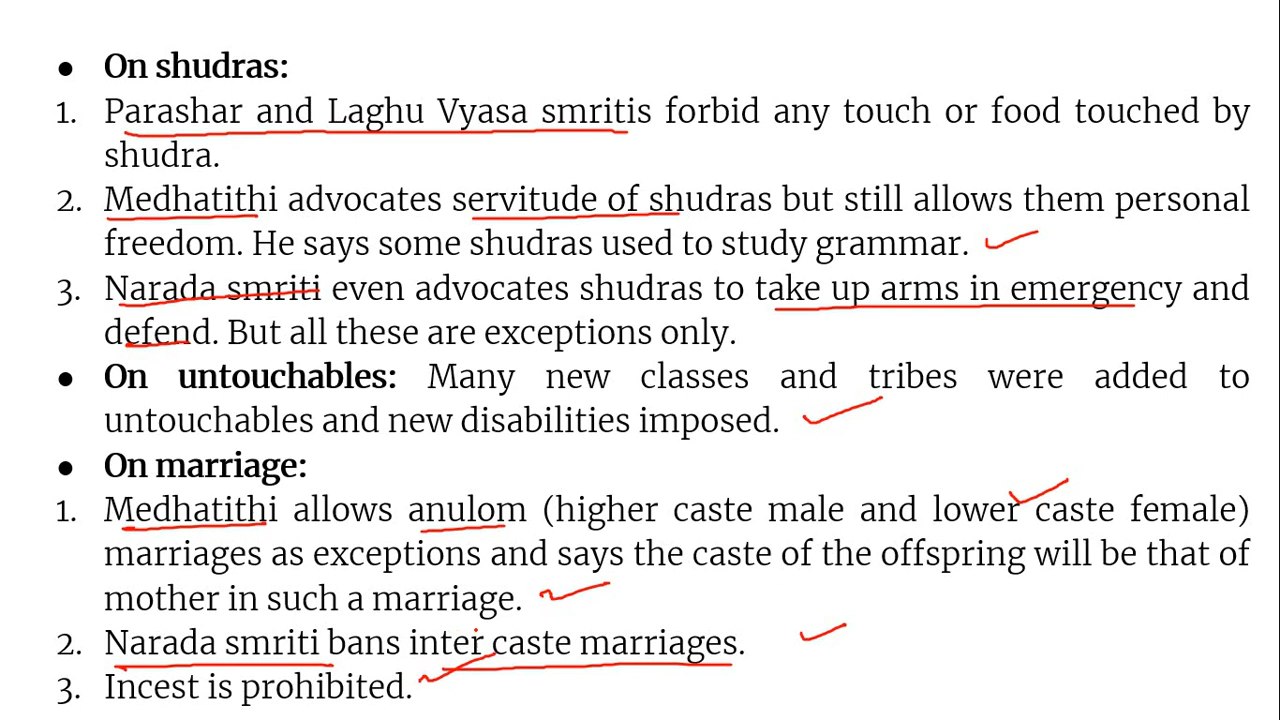 ● On shudras:
1. Parashar and Laghu Vyasa smritis forbid any touch or food touched by
shudra.
2. Medhatithi advocates servitude of shudras but still allows them personal
freedom. He says some shudras used to study grammar.
3. Narada smriti even advocates shudras to take up arms in emergency and
defend. But all these are exceptions only.
● On untouchables: Many new classes and tribes were added to
untouchables and new disabilities imposed.
● On marriage:
1. Medhatithi allows anulom (higher caste male and lower caste female)
marriages as exceptions and says the caste of the offspring will be that of
mother in such a marriage.
2. Narada smriti bans inter caste marriages.
3. Incest is prohibited.